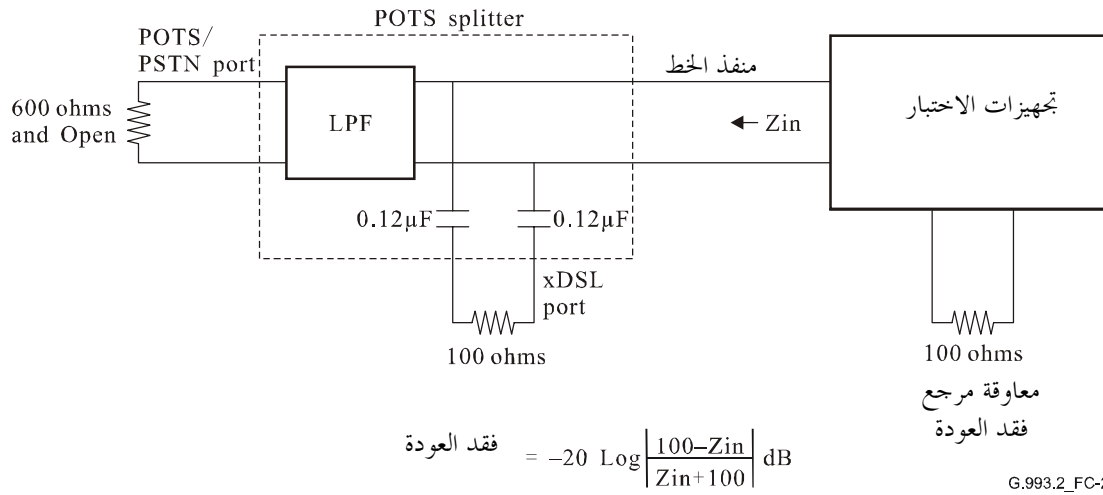 POTS splitter
POTS/
PSTN port
600 ohms
and Open
LPF
منفذ الخط
← Zin
تجهيزات الاختبار
0.12µF
0.12µF
xDSL
port
100 ohms
100 ohms
معاوقة مرجع
فقد العودة
فقد العودة = –20 Log |100–Zin / Zin+100| dB
G.993.2_FC-2